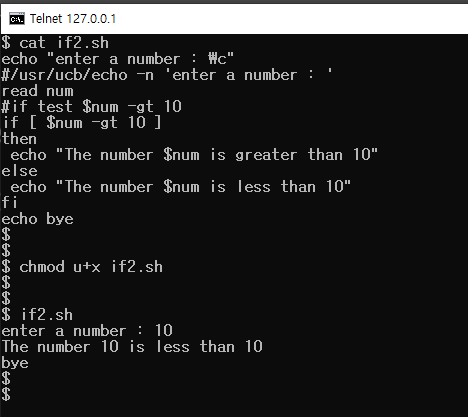 Telnet 127.0.0.1
$ cat if2.sh
echo "enter a number : ₩c"
#/usr/ucb/echo -n 'enter a number : '
read num
#if test $num -gt 10
if [ $num -gt 10 ]
then
 echo "The number $num is greater than 10"
else
 echo "The number $num is less than 10"
fi
echo bye
$
$
$ chmod u+x if2.sh
$
$
$ if2.sh
enter a number : 10
The number 10 is less than 10
bye
$
$